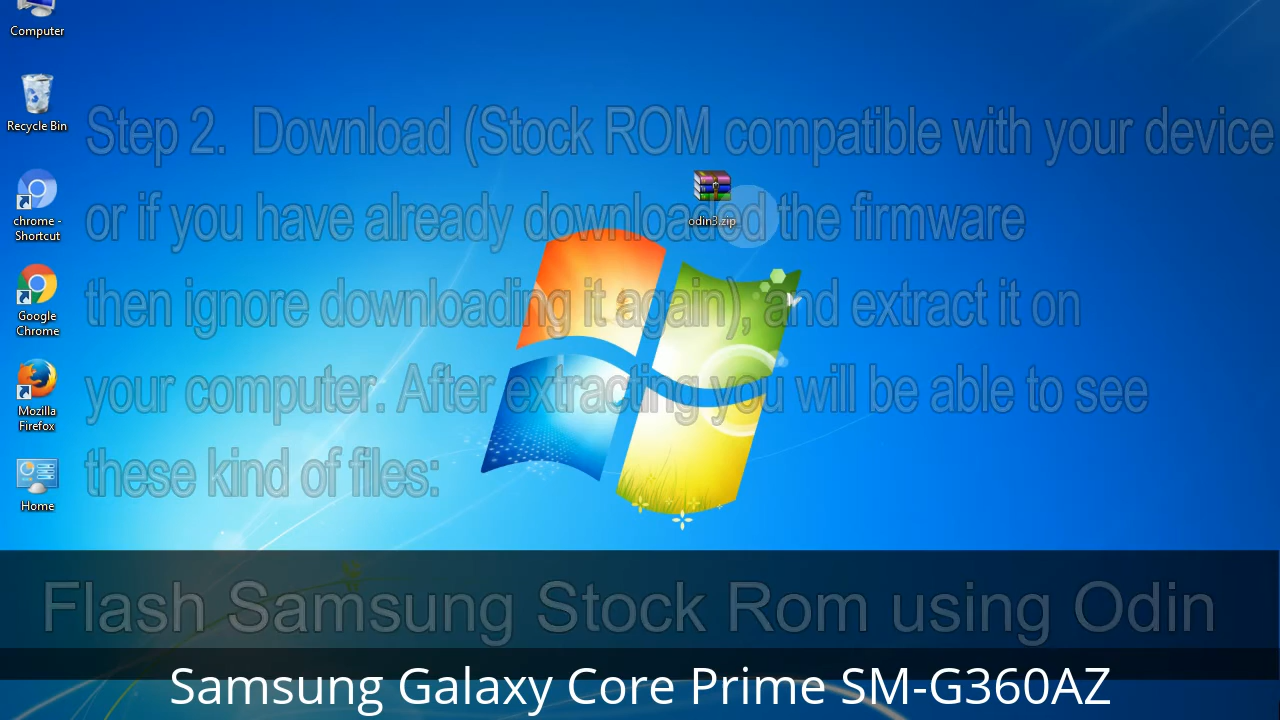 Computer
Recycle Bin
chrome -
Shortcut
Google
Chrome
Mozilla
Firefox
Home
odin3.zip
Step 2. Download (Stock ROM compatible with your device
or if you have already downloaded the firmware
then ignore downloading it again), and extract it on
your computer. After extracting you will be able to see
these kind of files:
Flash Samsung Stock Rom using Odin
Samsung Galaxy Core Prime SM-G360AZ